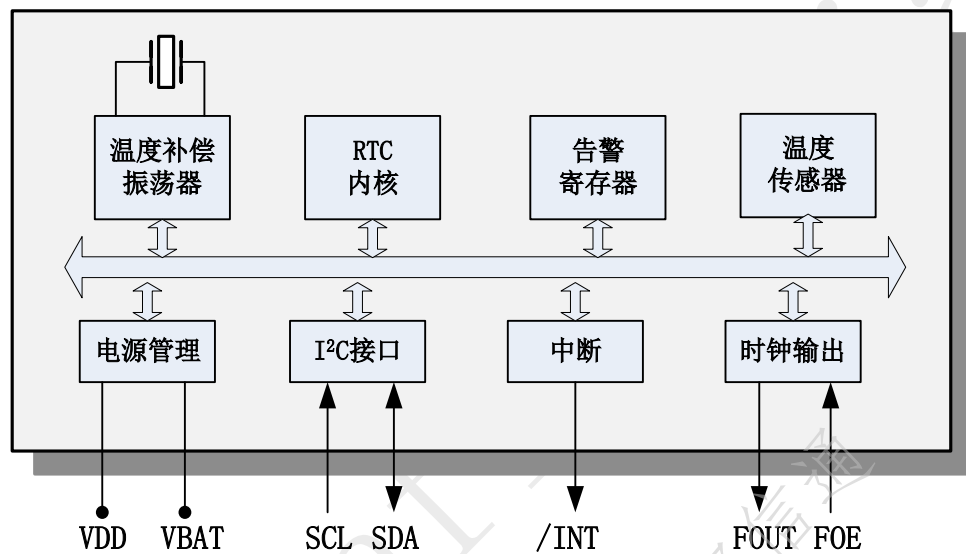 温度补偿
振荡器
RTC
内核
告警
寄存器
温度
传感器
电源管理
I²C接口
中断
时钟输出
VDD VBAT SCL SDA /INT FOUT FOE